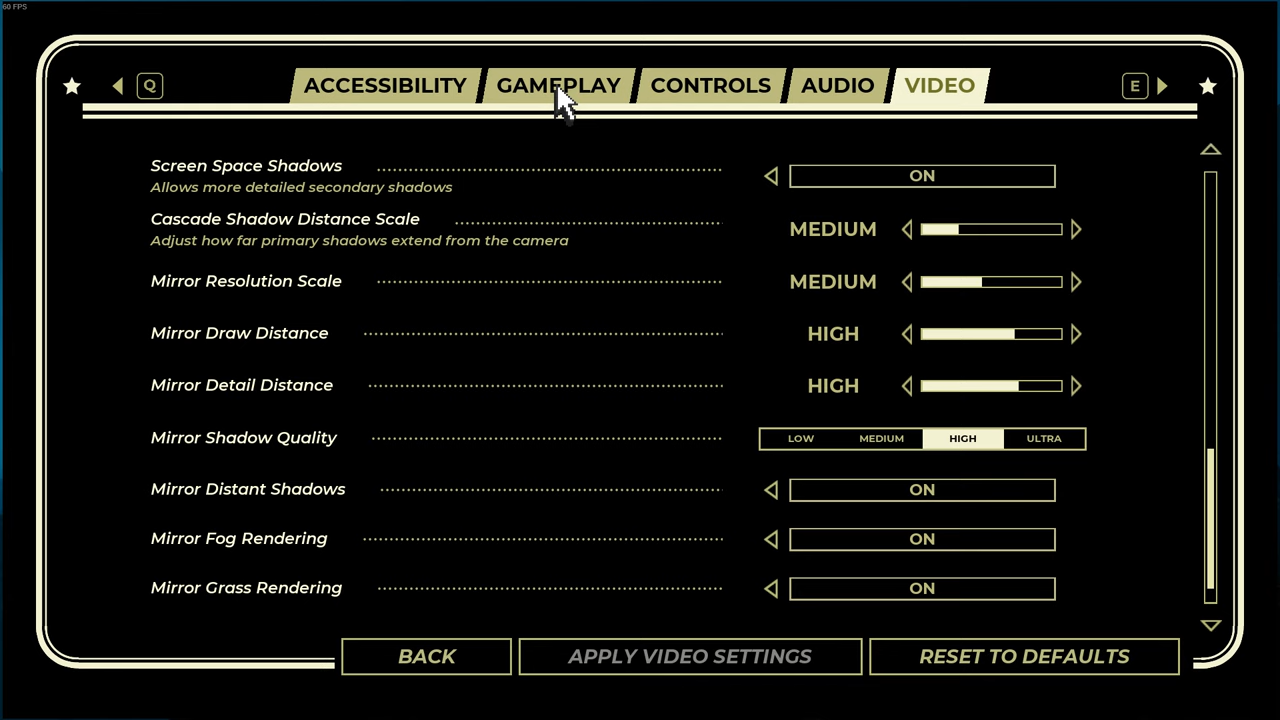 60 FPS
Q
ACCESSIBILITY
GAMEPLAY
CONTROLS
AUDIO
VIDEO
E
Screen Space Shadows
ON
Allows more detailed secondary shadows
Cascade Shadow Distance Scale
MEDIUM
Adjust how far primary shadows extend from the camera
Mirror Resolution Scale
MEDIUM
Mirror Draw Distance
HIGH
Mirror Detail Distance
HIGH
Mirror Shadow Quality
LOW
MEDIUM
HIGH
ULTRA
Mirror Distant Shadows
ON
Mirror Fog Rendering
ON
Mirror Grass Rendering
ON
BACK
APPLY VIDEO SETTINGS
RESET TO DEFAULTS